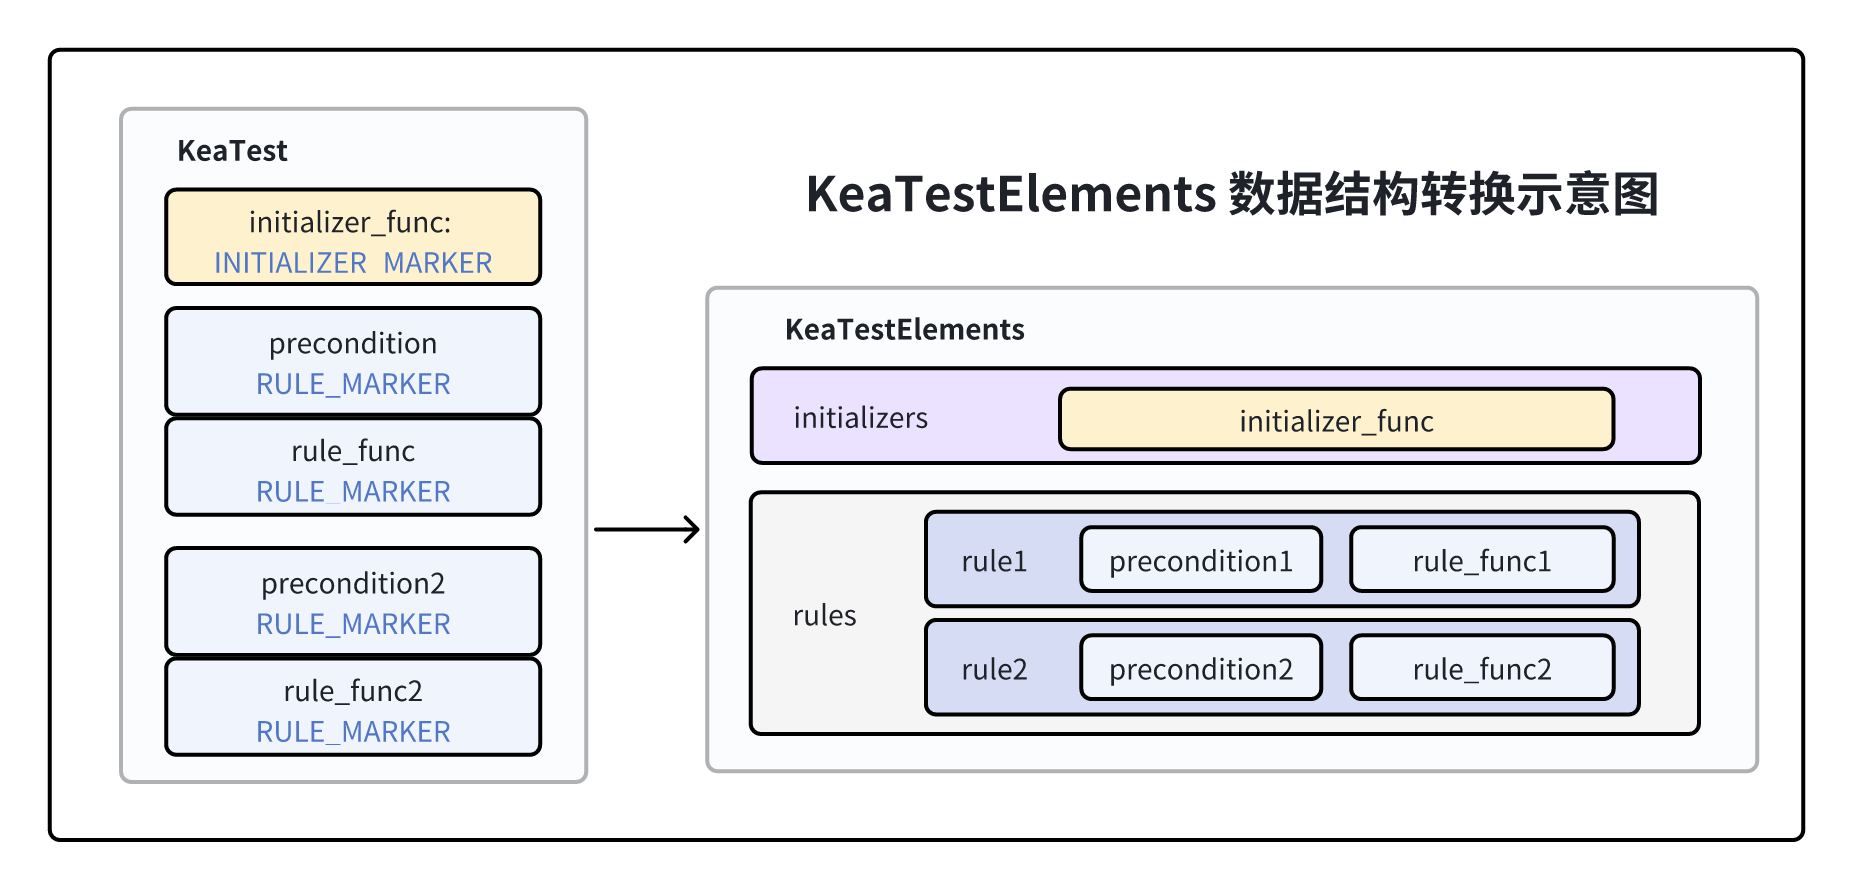 KeaTest
initializer_func:
INITIALIZER_MARKER
precondition
RULE_MARKER
rule_func
RULE_MARKER
precondition2
RULE_MARKER
rule_func2
RULE_MARKER
KeaTestElements 数据结构转换示意图
KeaTestElements
initializers
initializer_func
rules
rule1
precondition1
rule_func1
rule2
precondition2
rule_func2